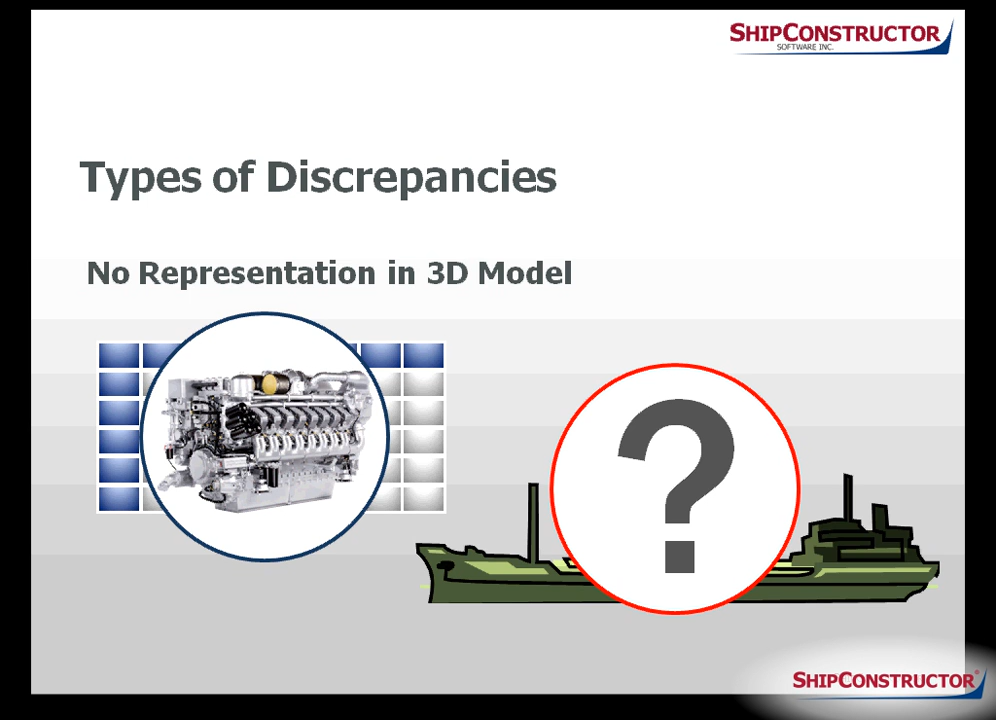 SHIPCONSTRUCTOR
SOFTWARE INC.
Types of Discrepancies
No Representation in 3D Model
?
SHIPCONSTRUCTOR®